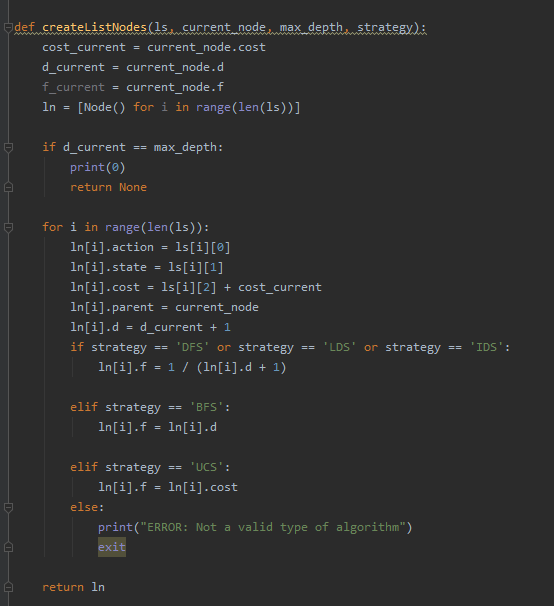 def createListNodes(ls, current_node, max_depth, strategy):
    cost_current = current_node.cost
    d_current = current_node.d
    f_current = current_node.f
    ln = [Node() for i in range(len(ls))]

    if d_current == max_depth:
        print(0)
        return None

    for i in range(len(ls)):
        ln[i].action = ls[i][0]
        ln[i].state = ls[i][1]
        ln[i].cost = ls[i][2] + cost_current
        ln[i].parent = current_node
        ln[i].d = d_current + 1
        if strategy == 'DFS' or strategy == 'LDS' or strategy == 'IDS':
            ln[i].f = 1 / (ln[i].d + 1)

        elif strategy == 'BFS':
            ln[i].f = ln[i].d

        elif strategy == 'UCS':
            ln[i].f = ln[i].cost
        else:
            print("ERROR: Not a valid type of algorithm")
            exit

    return ln